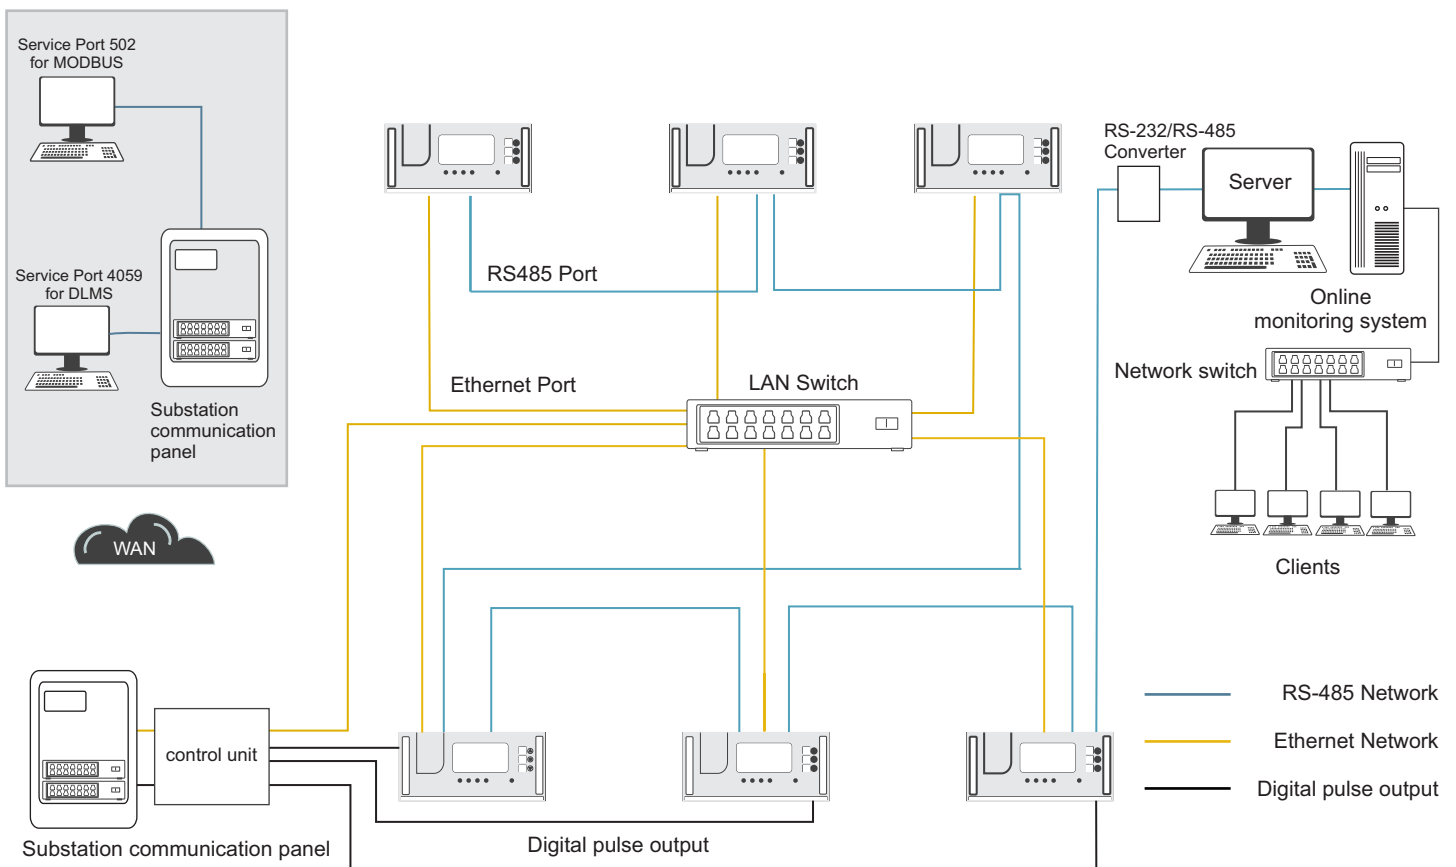 Service Port 502
for MODBUS
Service Port 4059
for DLMS
Substation
communication
panel
WAN
RS485 Port
Ethernet Port
LAN Switch
RS-232/RS-485
Converter
Server
Online
monitoring system
Network switch
Clients
control unit
Substation communication panel
Digital pulse output
RS-485 Network
Ethernet Network
Digital pulse output